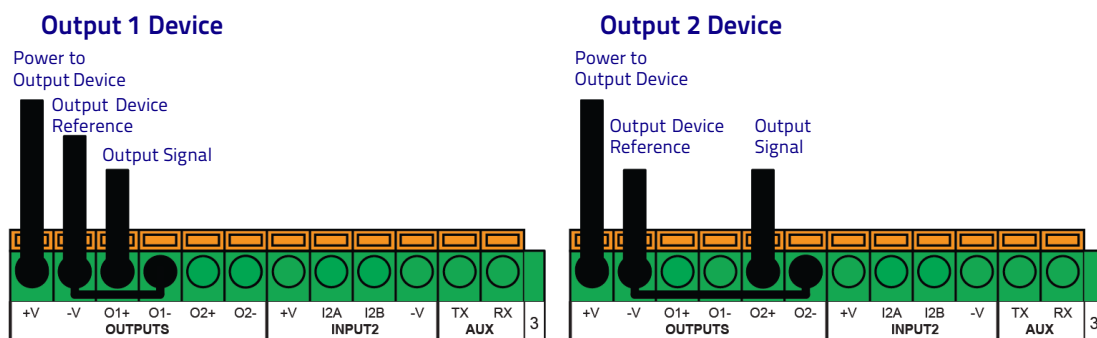 Output 1 Device
Power to
Output Device
Output Device
Reference
Output Signal
+V -V O1+ O1- O2+ O2- +V I2A I2B -V TX RX
OUTPUTS INPUT2 AUX 3
Output 2 Device
Power to
Output Device
Output Device
Reference
Output
Signal
+V -V O1+ O1- O2+ O2- +V I2A I2B -V TX RX
OUTPUTS INPUT2 AUX 3